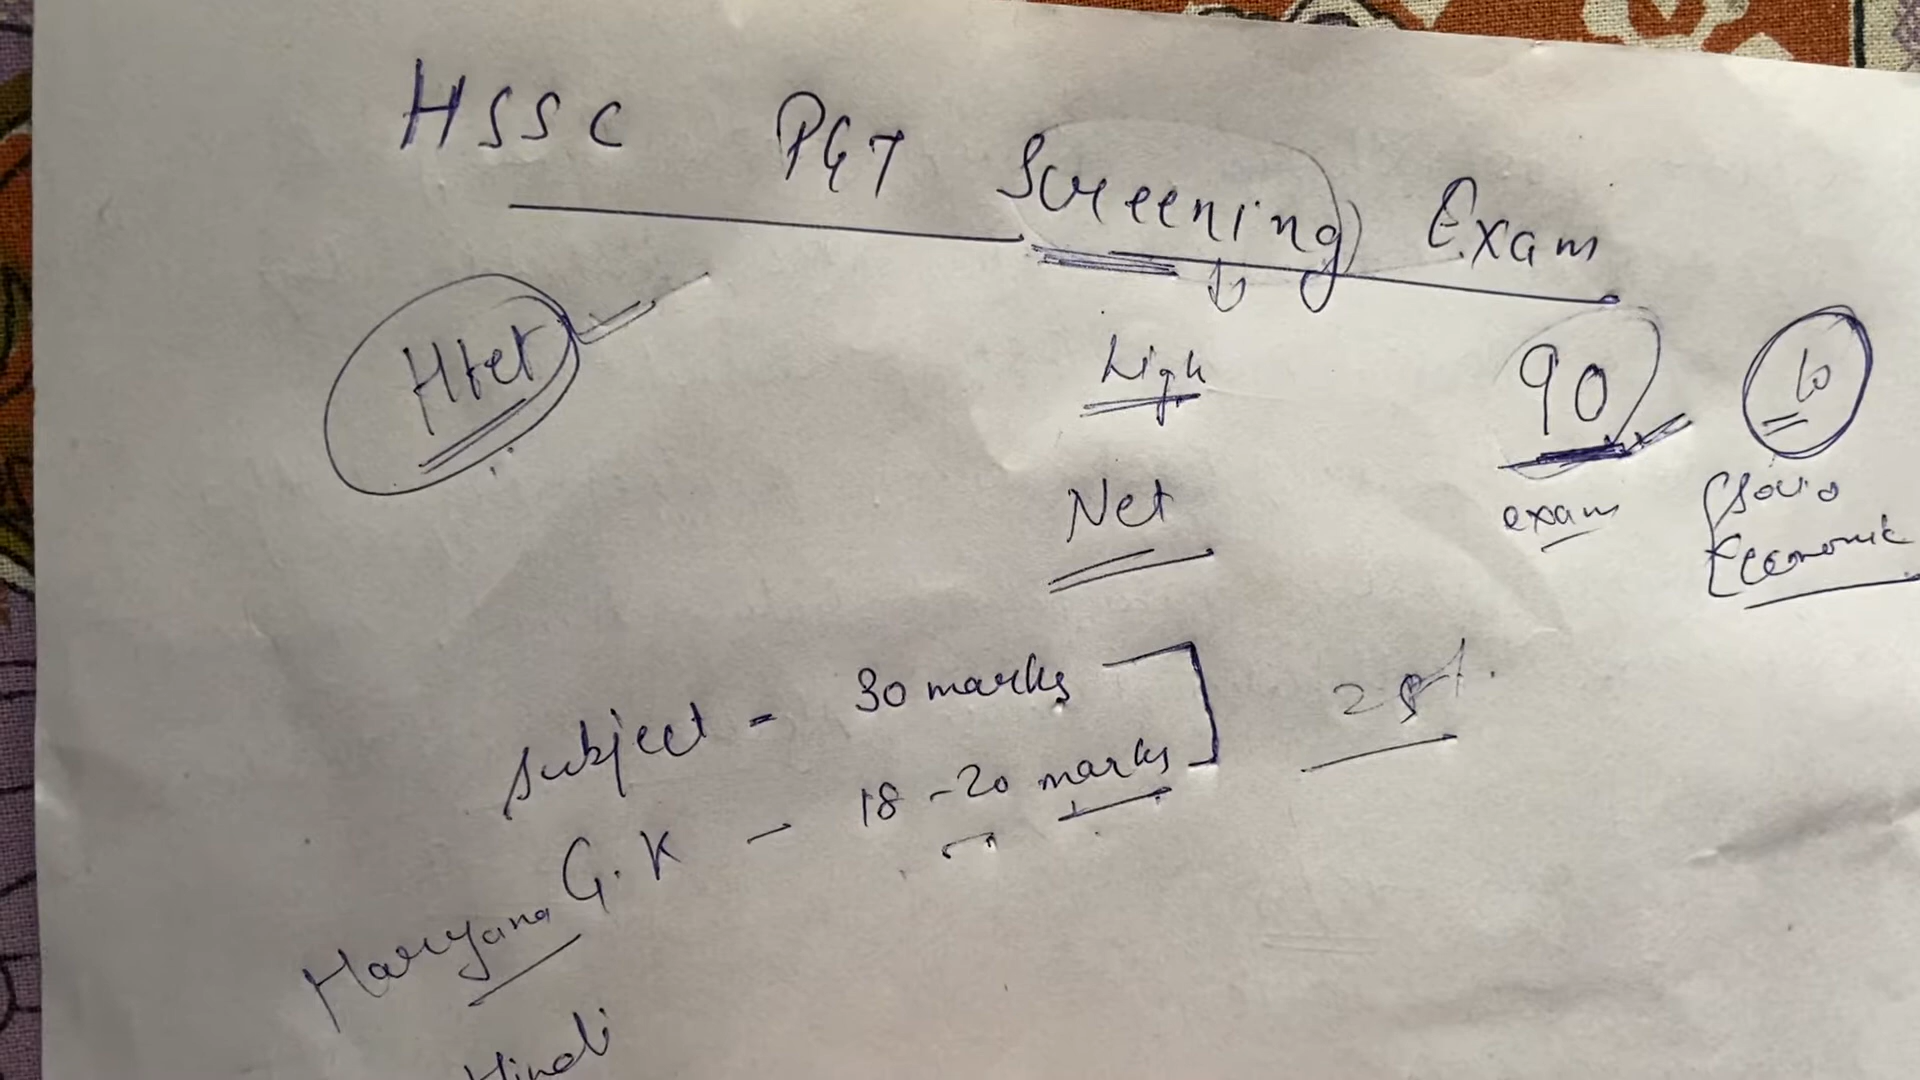 HSSC PGT Screening Exam
Htet
High
90
10
Net
exam
Socio
Economic
Subject - 30 marks
G.K - 18-20 marks
Haryana
Hindi